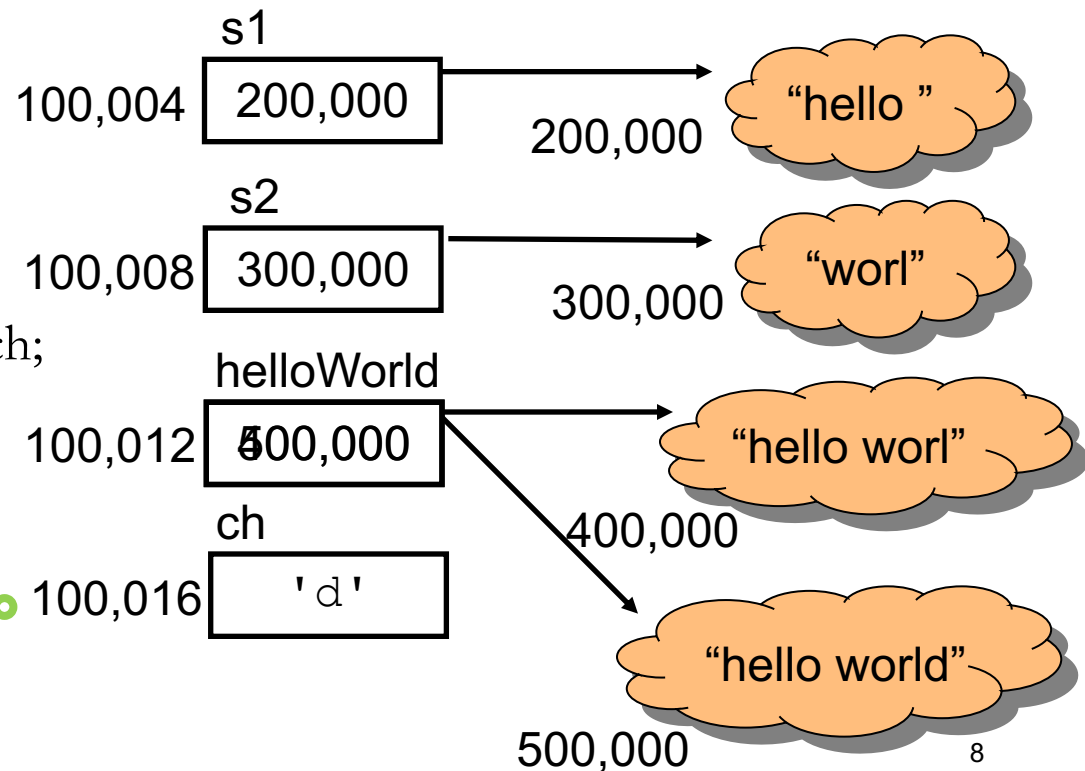 s1
100,004 200,000
200,000
“hello ”
s2
100,008 300,000
300,000
“worl”
ch;
helloWorld
100,012
“hello worl”
400,000
ch
100,016 'd'
“hello world”
500,000
8